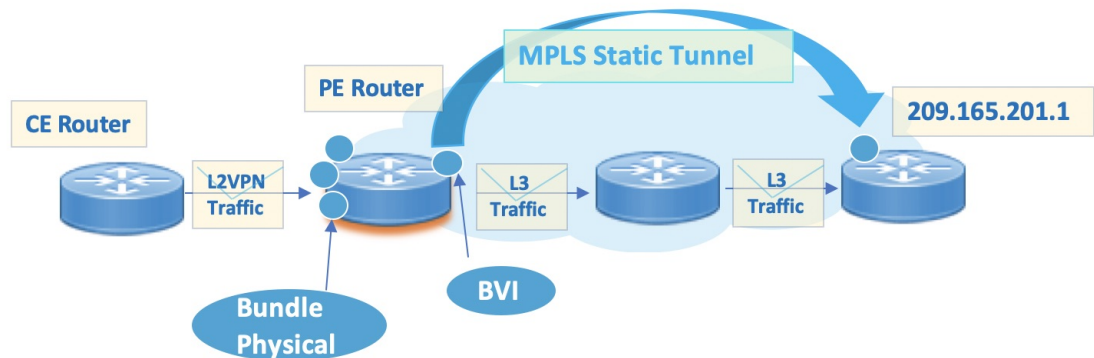 MPLS Static Tunnel
PE Router
CE Router
209.165.201.1
L2VPN
Traffic
L3
Traffic
L3
Traffic
BVI
Bundle
Physical